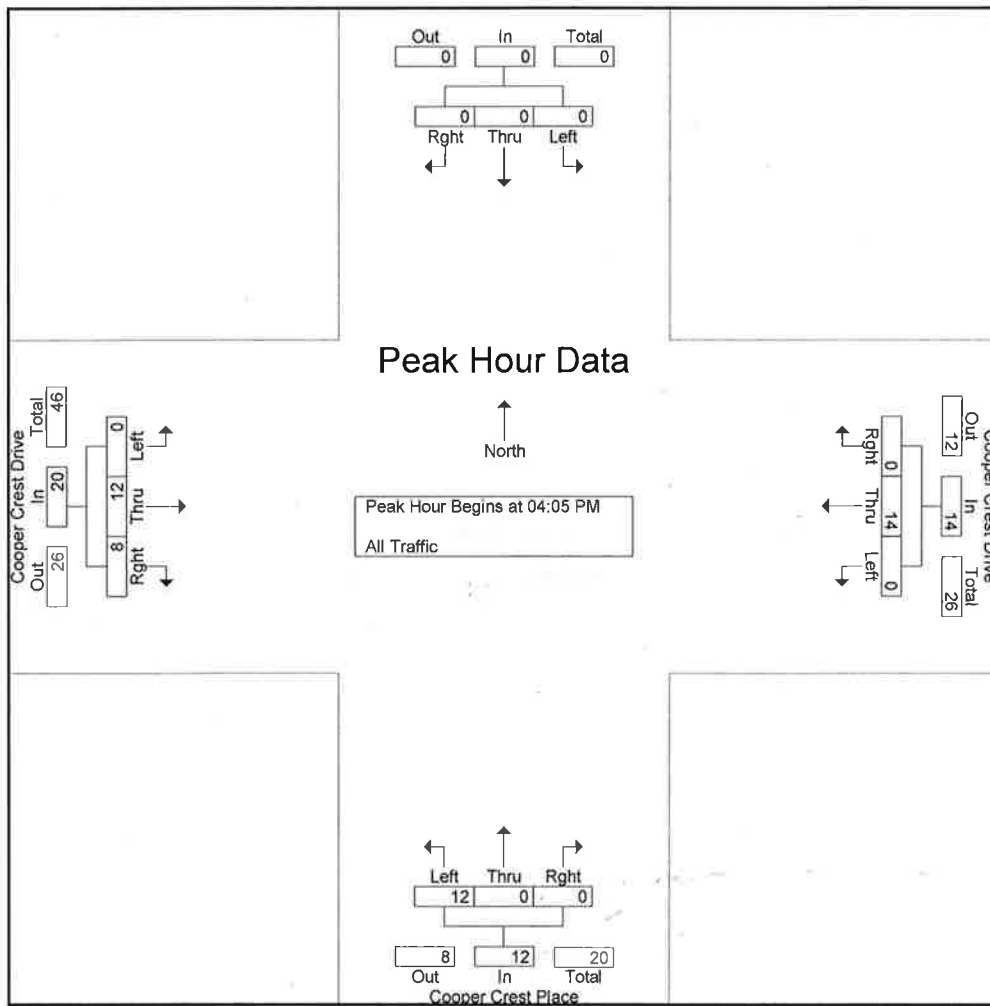 Out In Total
0 0 0
0 0 0
Rght Thru Left
Peak Hour Data
North
Peak Hour Begins at 04:05 PM
All Traffic
Cooper Crest Drive
Total In Out
46 20 26
0 12 8
Left Thru Rght
Cooper Crest Drive
Out In Total
12 14 26
0 14 0
Rght Thru Left
Left Thru Rght
12 0 0
8 12 20
Out In Total
Cooper Crest Place